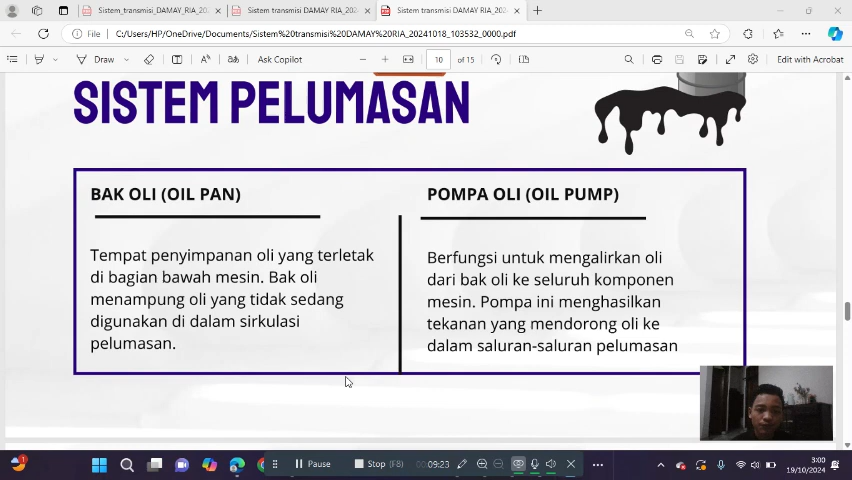 Sistem_transmisi_DAMAY_RIA_20
Sistem transmisi DAMAY RIA_202
Sistem transmisi DAMAY RIA_202
File
C:/Users/HP/OneDrive/Documents/Sistem%20transmisi%20DAMAY%20RIA_20241018_103532_0000.pdf
Draw
Ask Copilot
10 of 15
Edit with Acrobat
SISTEM PELUMASAN
BAK OLI (OIL PAN)
Tempat penyimpanan oli yang terletak
di bagian bawah mesin. Bak oli
menampung oli yang tidak sedang
digunakan di dalam sirkulasi
pelumasan.
POMPA OLI (OIL PUMP)
Berfungsi untuk mengalirkan oli
dari bak oli ke seluruh komponen
mesin. Pompa ini menghasilkan
tekanan yang mendorong oli ke
dalam saluran-saluran pelumasan
Pause
Stop (F8)
00:09:23
3:00
19/10/2024